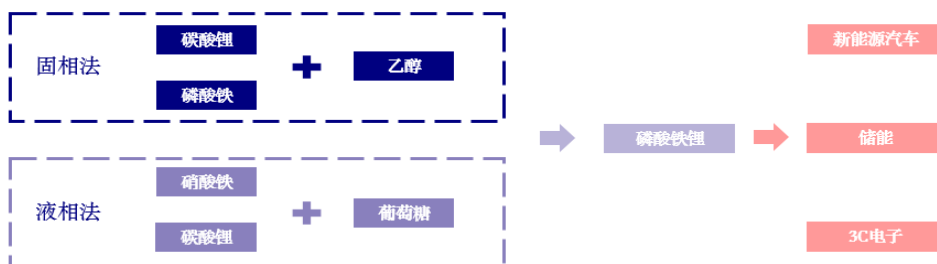 固相法
碳酸锂
磷酸铁
乙醇
液相法
硝酸铁
碳酸锂
葡萄糖
磷酸铁锂
新能源汽车
储能
3C电子